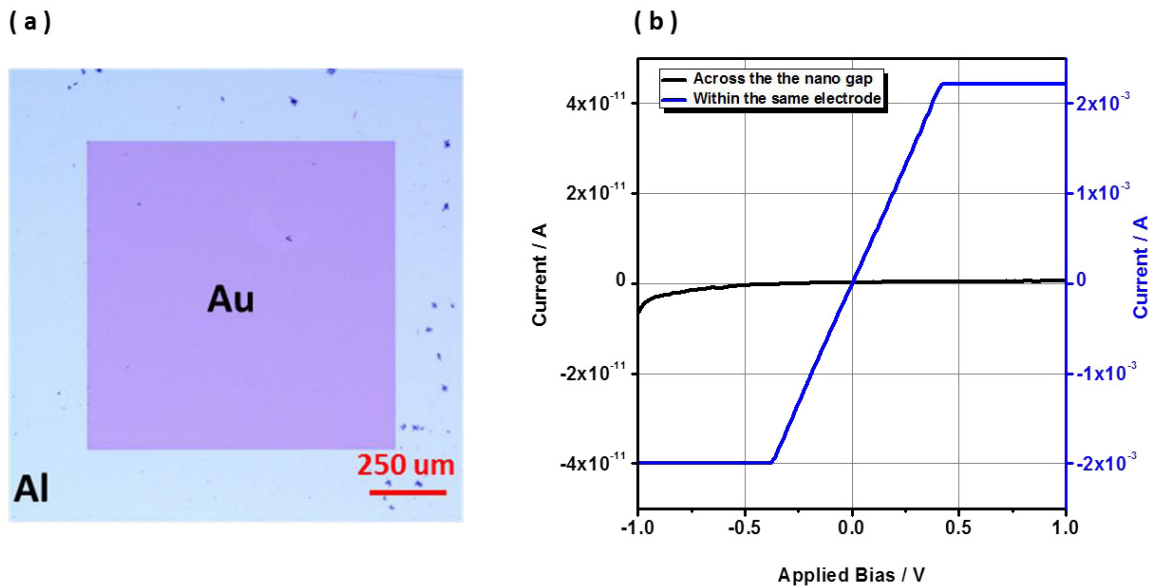 ( a )
Au
250 um
Al
( b )
Across the the nano gap
Within the same electrode
4x10⁻¹¹
2x10⁻¹¹
0
-2x10⁻¹¹
-4x10⁻¹¹
Current / A
2x10⁻³
1x10⁻³
0
-1x10⁻³
-2x10⁻³
Current / A
-1.0 -0.5 0.0 0.5 1.0
Applied Bias / V